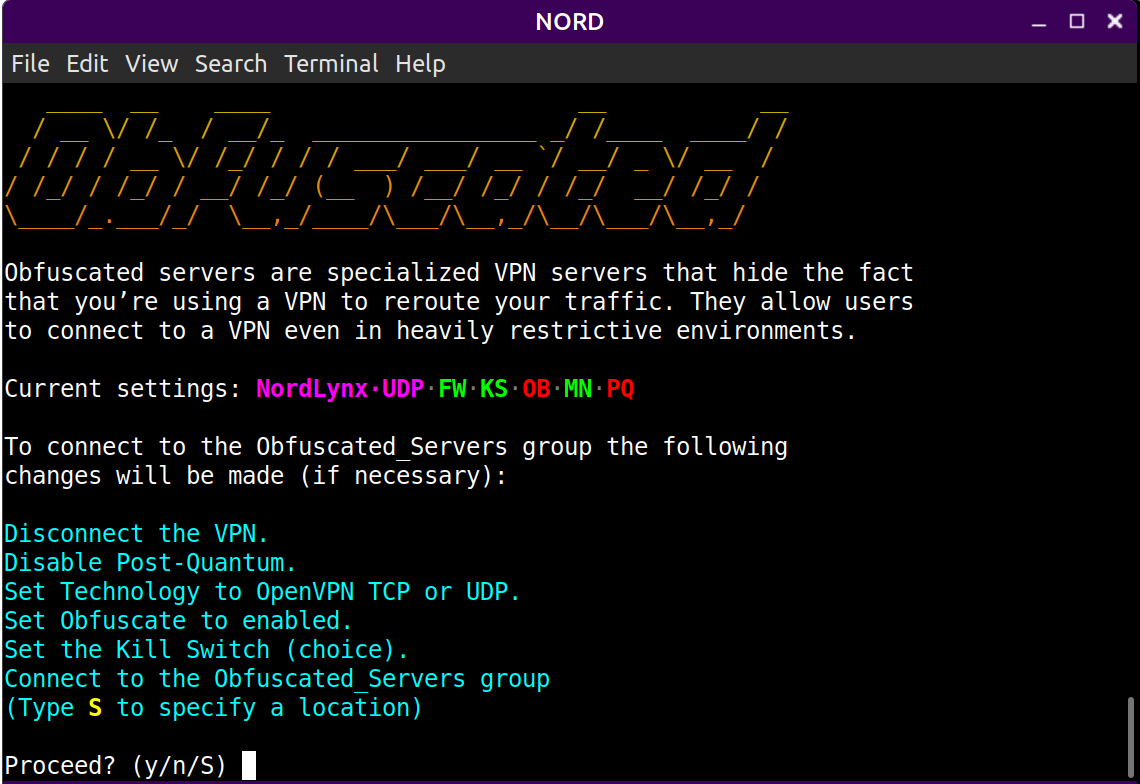 NORD
File Edit View Search Terminal Help
Obfuscated
Obfuscated servers are specialized VPN servers that hide the fact
that you’re using a VPN to reroute your traffic. They allow users
to connect to a VPN even in heavily restrictive environments.
Current settings: NordLynx·UDP·FW·KS·OB·MN·PQ
To connect to the Obfuscated_Servers group the following
changes will be made (if necessary):
Disconnect the VPN.
Disable Post-Quantum.
Set Technology to OpenVPN TCP or UDP.
Set Obfuscate to enabled.
Set the Kill Switch (choice).
Connect to the Obfuscated_Servers group
(Type S to specify a location)
Proceed? (y/n/S)